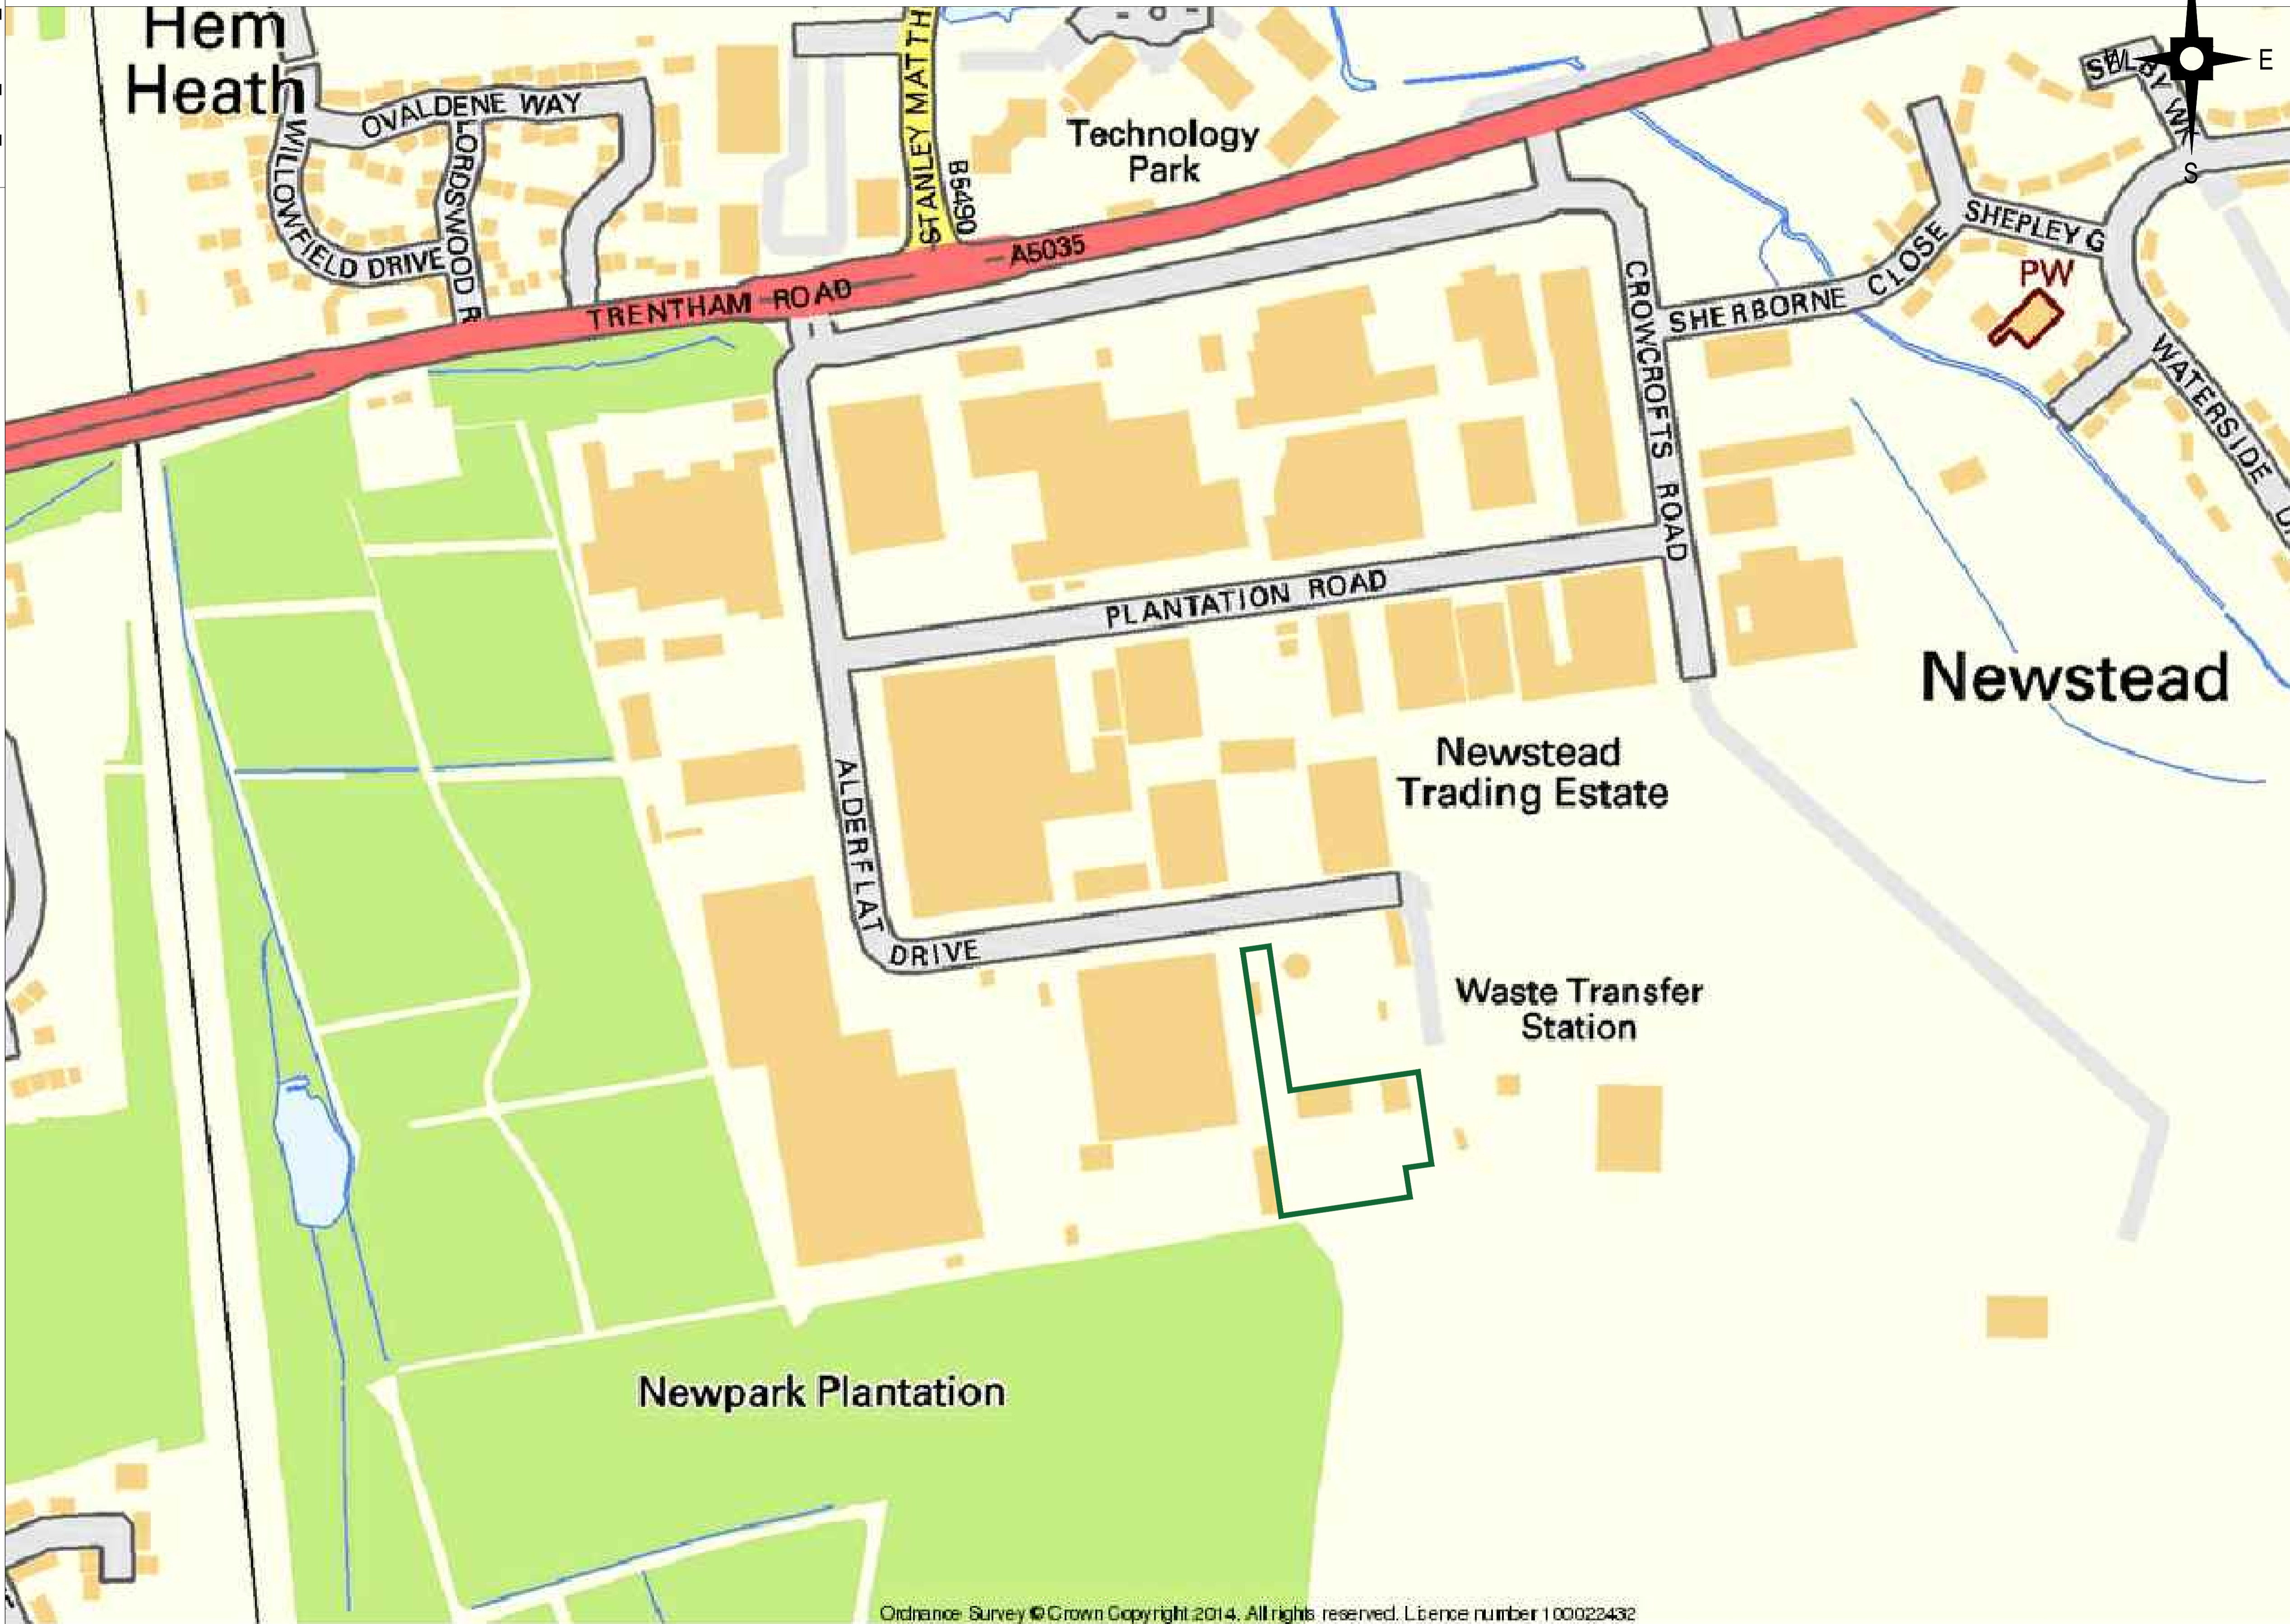 Hem
Heath
OVALDENE WAY
WILLOWFIELD DRIVE
LORDSWOOD R
STANLEY MATTH
B5490
Technology
Park
A5035
TRENTHAM ROAD
E
S
SHEPLEY G
SHERBORNE CLOSE
PW
WATERSIDE
CROWCROFTS ROAD
PLANTATION ROAD
Newstead
Newstead
Trading Estate
ALDERFLAT
DRIVE
Waste Transfer
Station
Newpark Plantation
Ordnance Survey © Crown Copyright 2014. All rights reserved. Licence number 100022432